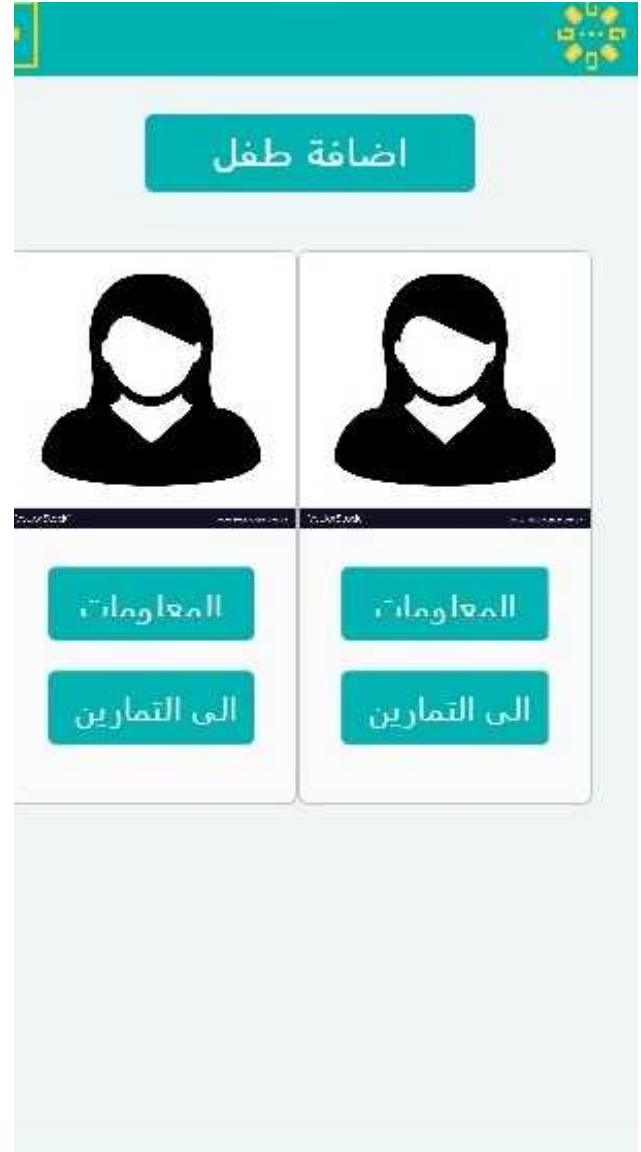 اضافة طفل
المعلومات
المعلومات
الى التمارين
الى التمارين